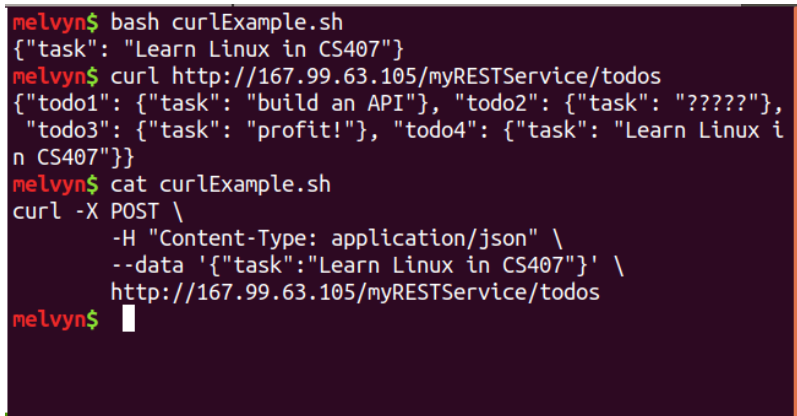 melvyn$ bash curlExample.sh
{"task": "Learn Linux in CS407"}
melvyn$ curl http://167.99.63.105/myRESTService/todos
{"todo1": {"task": "build an API"}, "todo2": {"task": "?????"},
 "todo3": {"task": "profit!"}, "todo4": {"task": "Learn Linux i
n CS407"}}
melvyn$ cat curlExample.sh
curl -X POST \
        -H "Content-Type: application/json" \
        --data '{"task":"Learn Linux in CS407"}' \
        http://167.99.63.105/myRESTService/todos
melvyn$